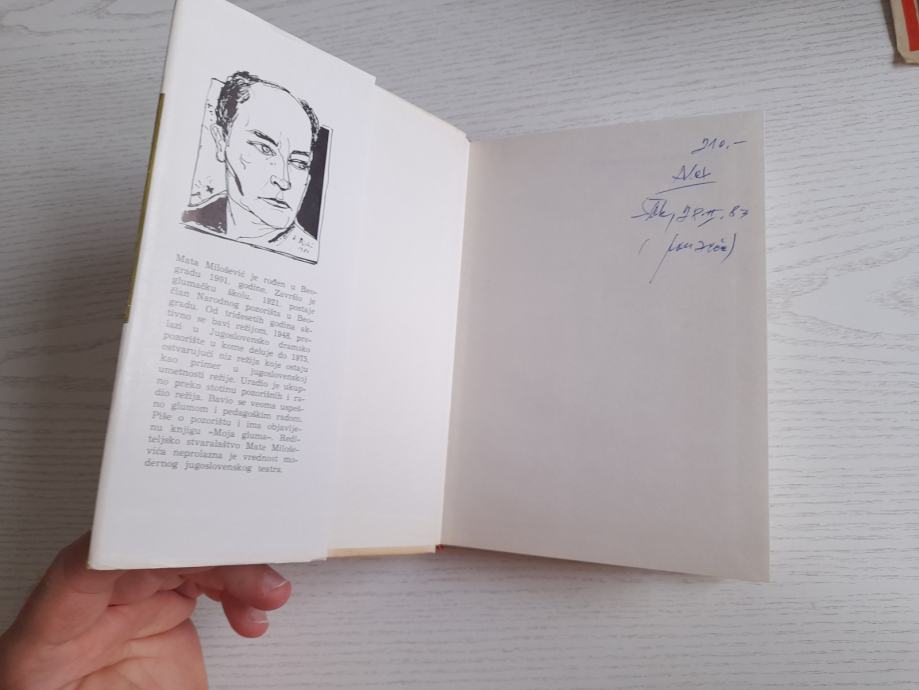 Mata Milošević je rođen u Beo-
gradu 1901. godine. Završio je
glumačku školu. 1921. postaje
član Narodnog pozorišta u Beo-
gradu. Od tridesetih godina ak-
tivno se bavi režijom. 1948. pre-
lazi u Jugoslovensko dramsko
pozorište u kome deluje do 1975,
ostvarujući niz režija koje ostaju
kao primer u jugoslovenskoj
umetnosti režije. Uradio je ukup-
no preko stotinu pozorišnih i ra-
dio režija. Bavio se veoma uspeš-
no glumom i pedagoškim radom.
Piše o pozorištu i ima objavlje-
nu knjigu »Moja gluma«. Redi-
teljsko stvaralaštvo Mate Miloše-
vića neprolazna je vrednost mo-
dernog jugoslovenskog teatra.
210.-